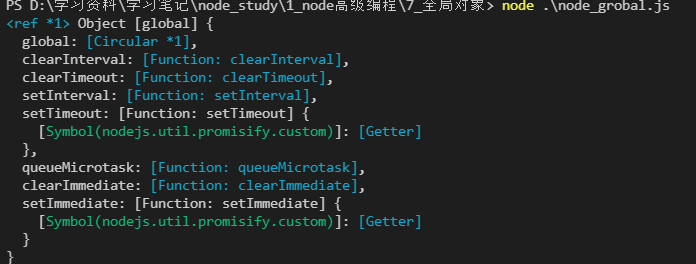 PS D:\学习资料\学习笔记\node_study\1_node高级编程\7_全局对象> node .\node_grobal.js
<ref *1> Object [global] {
  global: [Circular *1],
  clearInterval: [Function: clearInterval],
  clearTimeout: [Function: clearTimeout],
  setInterval: [Function: setInterval],
  setTimeout: [Function: setTimeout] {
    [Symbol(nodejs.util.promisify.custom)]: [Getter]
  },
  queueMicrotask: [Function: queueMicrotask],
  clearImmediate: [Function: clearImmediate],
  setImmediate: [Function: setImmediate] {
    [Symbol(nodejs.util.promisify.custom)]: [Getter]
  }
}